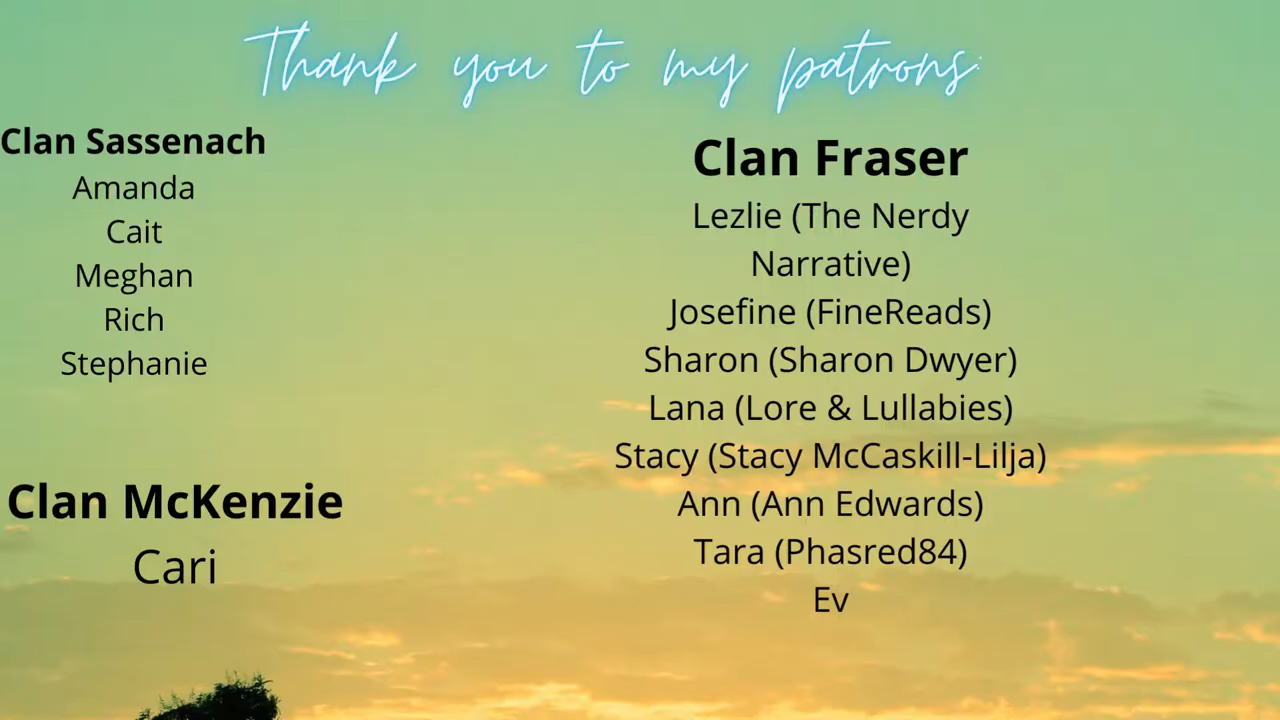 Thank you to my patrons:
Clan Sassenach
Amanda
Cait
Meghan
Rich
Stephanie
Clan McKenzie
Cari
Clan Fraser
Lezlie (The Nerdy
Narrative)
Josefine (FineReads)
Sharon (Sharon Dwyer)
Lana (Lore & Lullabies)
Stacy (Stacy McCaskill-Lilja)
Ann (Ann Edwards)
Tara (Phasred84)
Ev